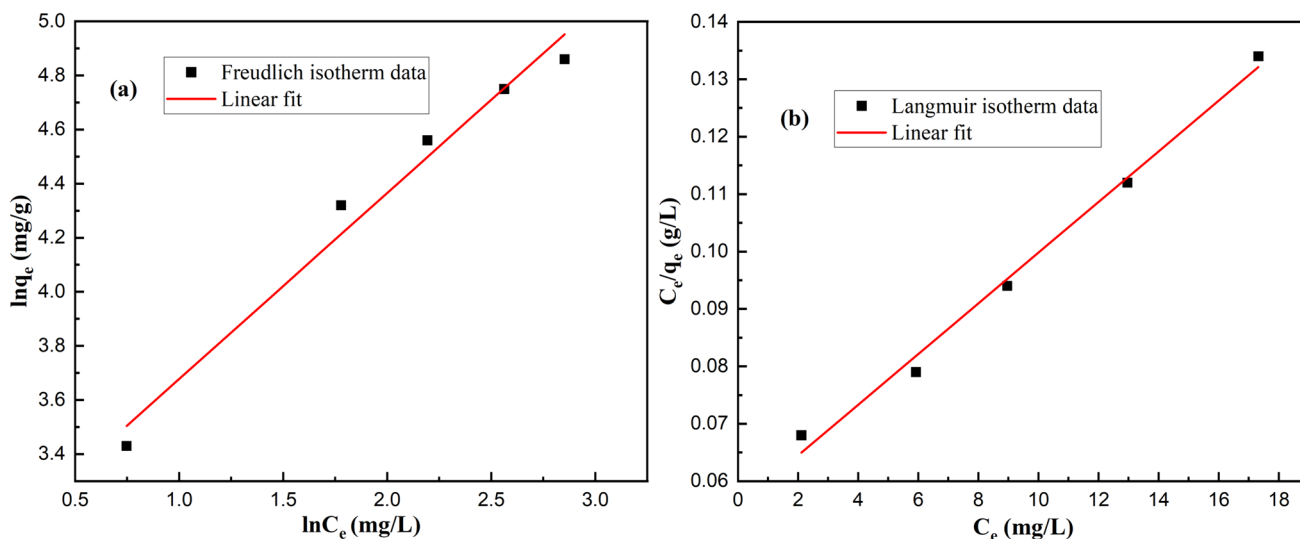 (a)
Freudlich isotherm data
Linear fit
lnqe (mg/g)
5.0
4.8
4.6
4.4
4.2
4.0
3.8
3.6
3.4
0.5 1.0 1.5 2.0 2.5 3.0
lnCe (mg/L)
(b)
Langmuir isotherm data
Linear fit
Ce/qe (g/L)
0.14
0.13
0.12
0.11
0.10
0.09
0.08
0.07
0.06
0 2 4 6 8 10 12 14 16 18
Ce (mg/L)